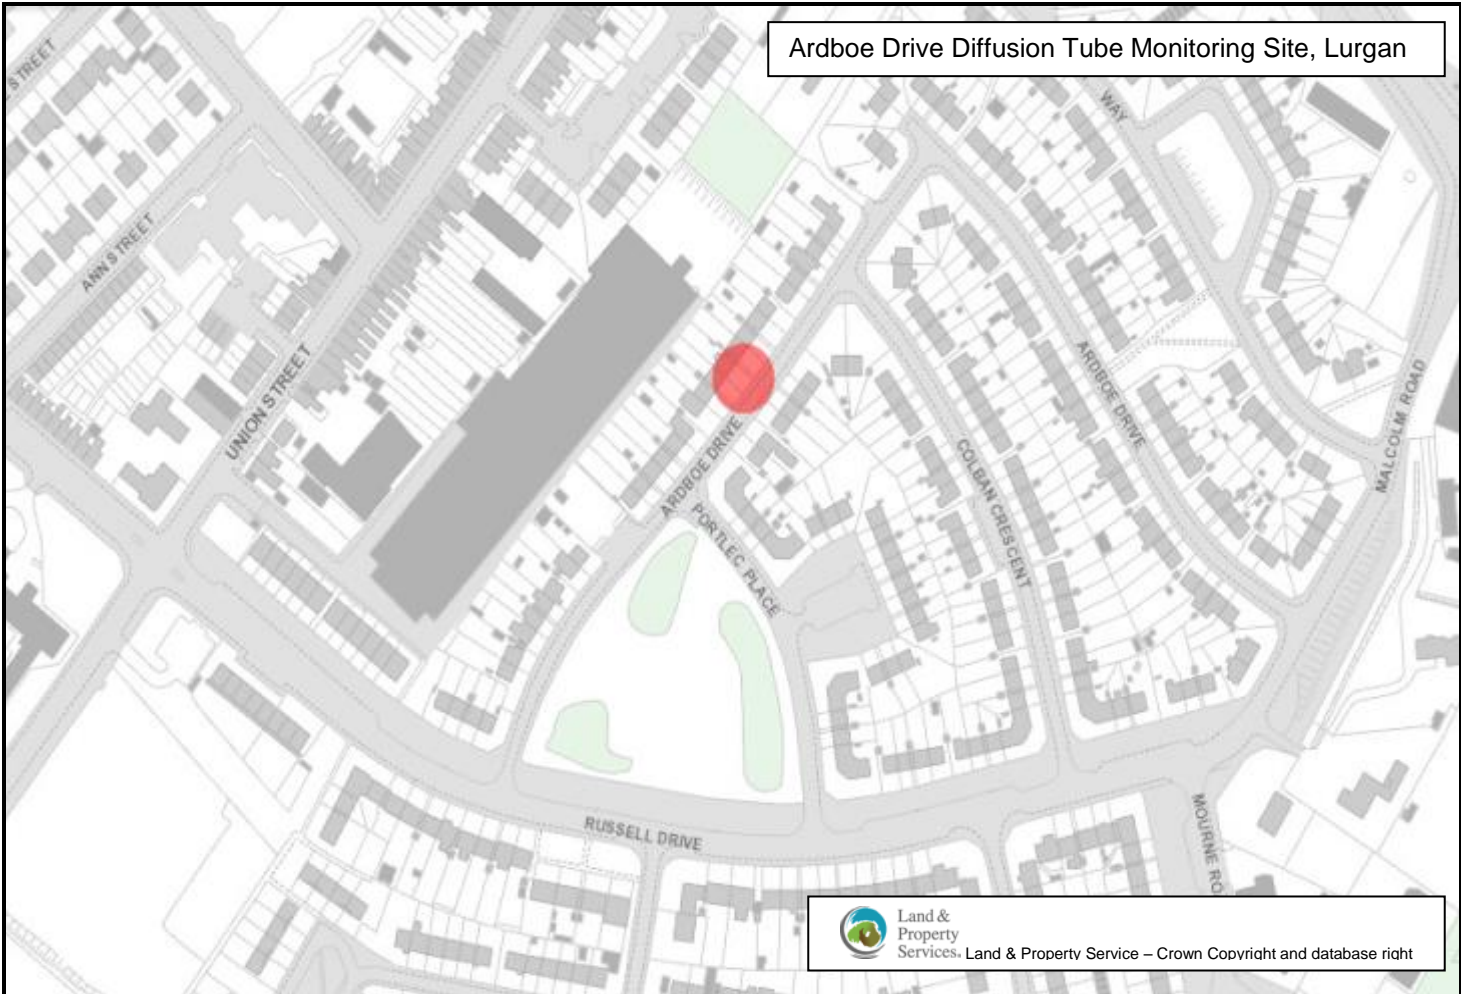 Ardboe Drive Diffusion Tube Monitoring Site, Lurgan
STREET
WAY
ANN STREET
UNION STREET
ARDBOE DRIVE
MALCOLM ROAD
ARDBOE DRIVE
COLBAN CRESCENT
PORTLEC PLACE
RUSSELL DRIVE
MOURNE RO
Land &
Property
Services.
Land & Property Service – Crown Copyright and database right